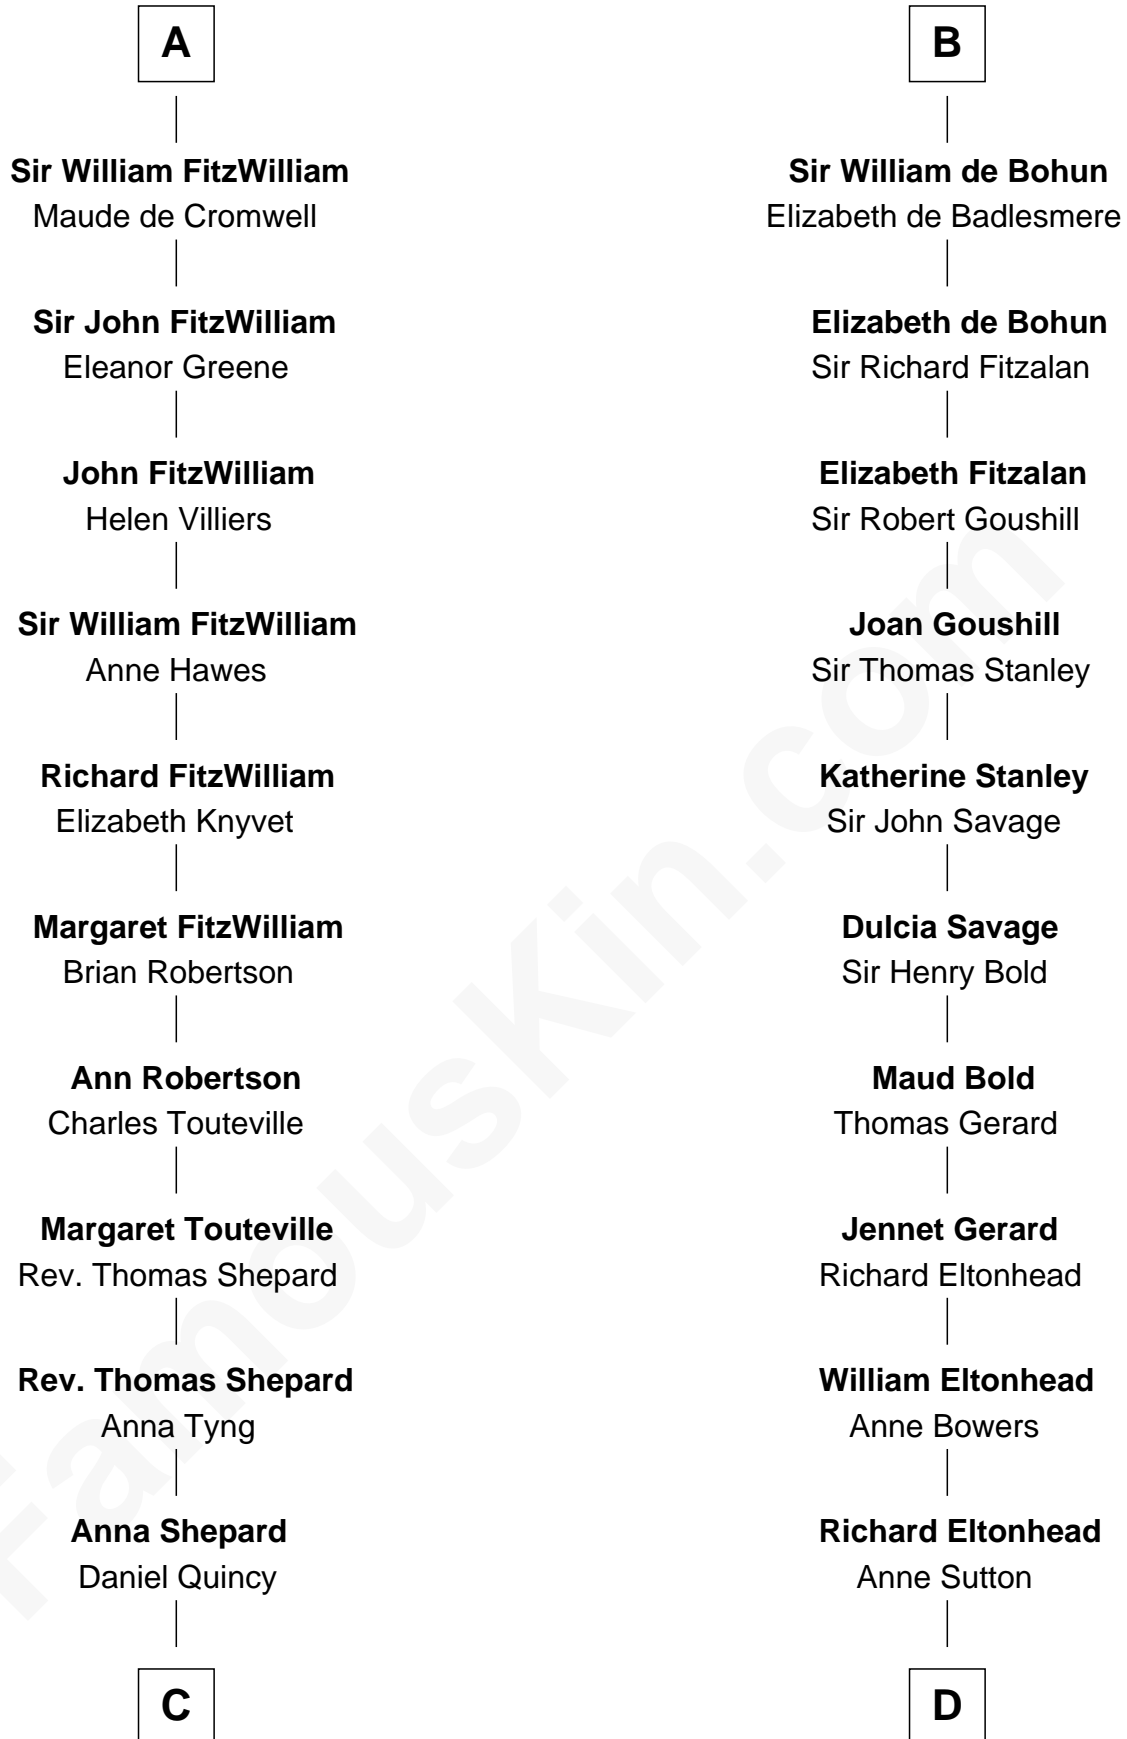 A
Sir William FitzWilliam
Maude de Cromwell
Sir John FitzWilliam
Eleanor Greene
John FitzWilliam
Helen Villiers
Sir William FitzWilliam
Anne Hawes
Richard FitzWilliam
Elizabeth Knyvet
Margaret FitzWilliam
Brian Robertson
Ann Robertson
Charles Touteville
Margaret Touteville
Rev. Thomas Shepard
Rev. Thomas Shepard
Anna Tyng
Anna Shepard
Daniel Quincy
C
B
Sir William de Bohun
Elizabeth de Badlesmere
Elizabeth de Bohun
Sir Richard Fitzalan
Elizabeth Fitzalan
Sir Robert Goushill
Joan Goushill
Sir Thomas Stanley
Katherine Stanley
Sir John Savage
Dulcia Savage
Sir Henry Bold
Maud Bold
Thomas Gerard
Jennet Gerard
Richard Eltonhead
William Eltonhead
Anne Bowers
Richard Eltonhead
Anne Sutton
D
FamousKin.com